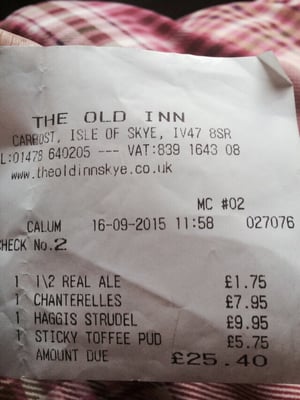 THE OLD INN
CARBOST, ISLE OF SKYE, IV47 8SR
L:01478 640205 --- VAT:839 1643 08
www.theoldinnskye.co.uk
MC #02
CALUM 16-09-2015 11:58 027076
CHECK No.2
1 1\2 REAL ALE £1.75
1 CHANTERELLES £7.95
1 HAGGIS STRUDEL £9.95
1 STICKY TOFFEE PUD £5.75
AMOUNT DUE £25.40